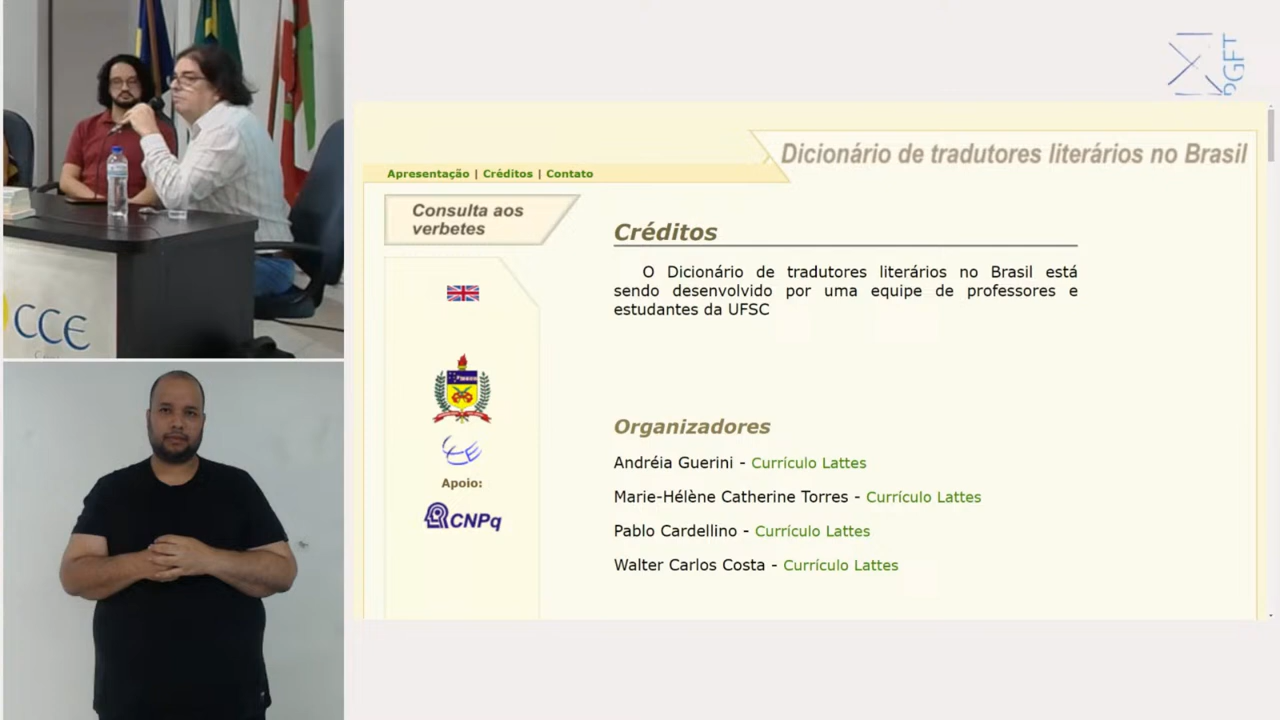 PGET
Dicionário de tradutores literários no Brasil
Apresentação | Créditos | Contato
Consulta aos
verbetes
Créditos
O Dicionário de tradutores literários no Brasil está
sendo desenvolvido por uma equipe de professores e
estudantes da UFSC
Apoio:
CNPq
Organizadores
Andréia Guerini - Currículo Lattes
Marie-Hélène Catherine Torres - Currículo Lattes
Pablo Cardellino - Currículo Lattes
Walter Carlos Costa - Currículo Lattes
CCE